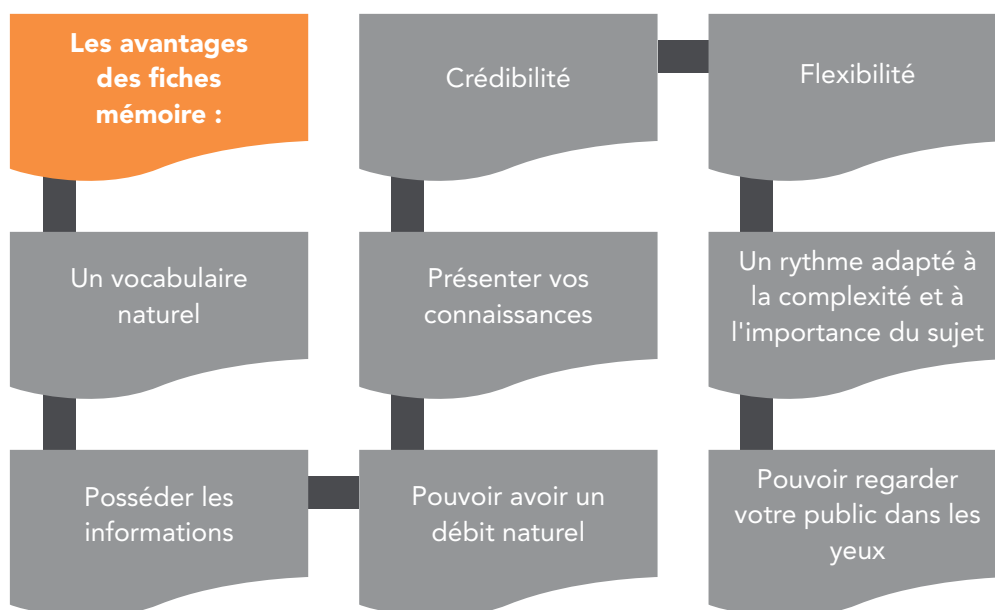 Les avantages
des fiches
mémoire :
Un vocabulaire
naturel
Posséder les
informations
Pouvoir avoir un
débit naturel
Présenter vos
connaissances
Crédibilité
Flexibilité
Un rythme adapté à
la complexité et à
l'importance du sujet
Pouvoir regarder
votre public dans les
yeux